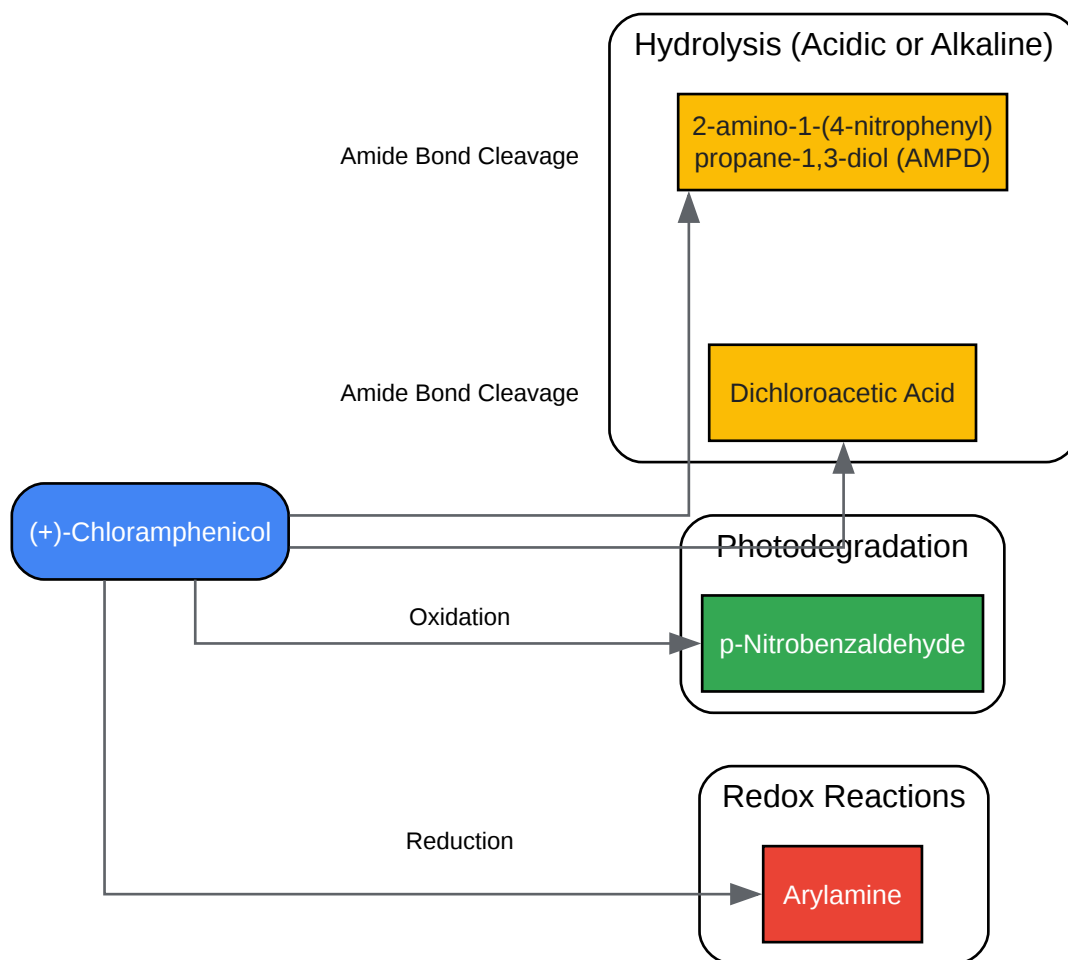 Hydrolysis (Acidic or Alkaline)
2-amino-1-(4-nitrophenyl)
propane-1,3-diol (AMPD)
Amide Bond Cleavage
Dichloroacetic Acid
Amide Bond Cleavage
(+)-Chloramphenicol
Photodegradation
Oxidation
p-Nitrobenzaldehyde
Redox Reactions
Reduction
Arylamine